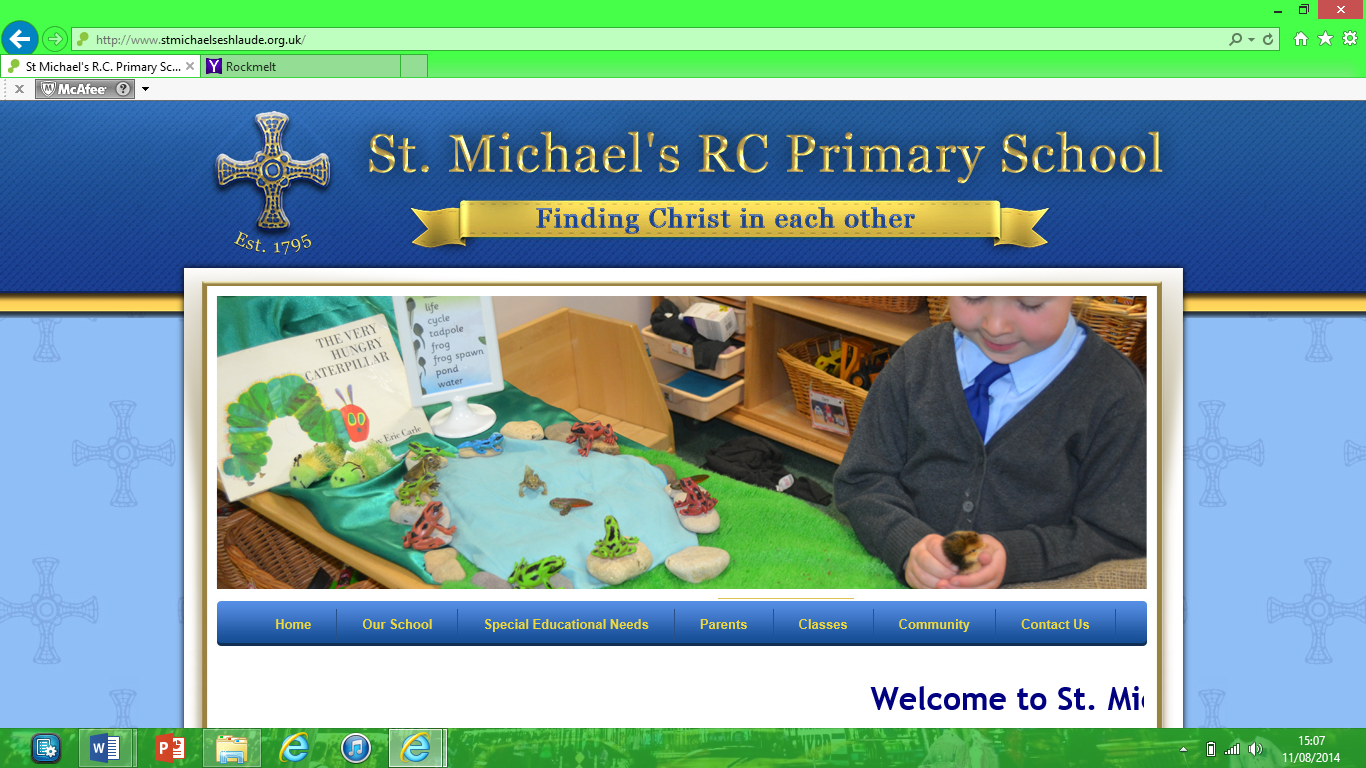 http://www.stmichaelseshlaude.org.uk/
St Michael's R.C. Primary Sc...
Rockmelt
McAfee
St. Michael's RC Primary School
Finding Christ in each other
Est. 1795
life
cycle
tadpole
frog
frog spawn
pond
water
THE VERY
HUNGRY
CATERPILLAR
by Eric Carle
Home
Our School
Special Educational Needs
Parents
Classes
Community
Contact Us
Welcome to St. Mic
15:07
11/08/2014